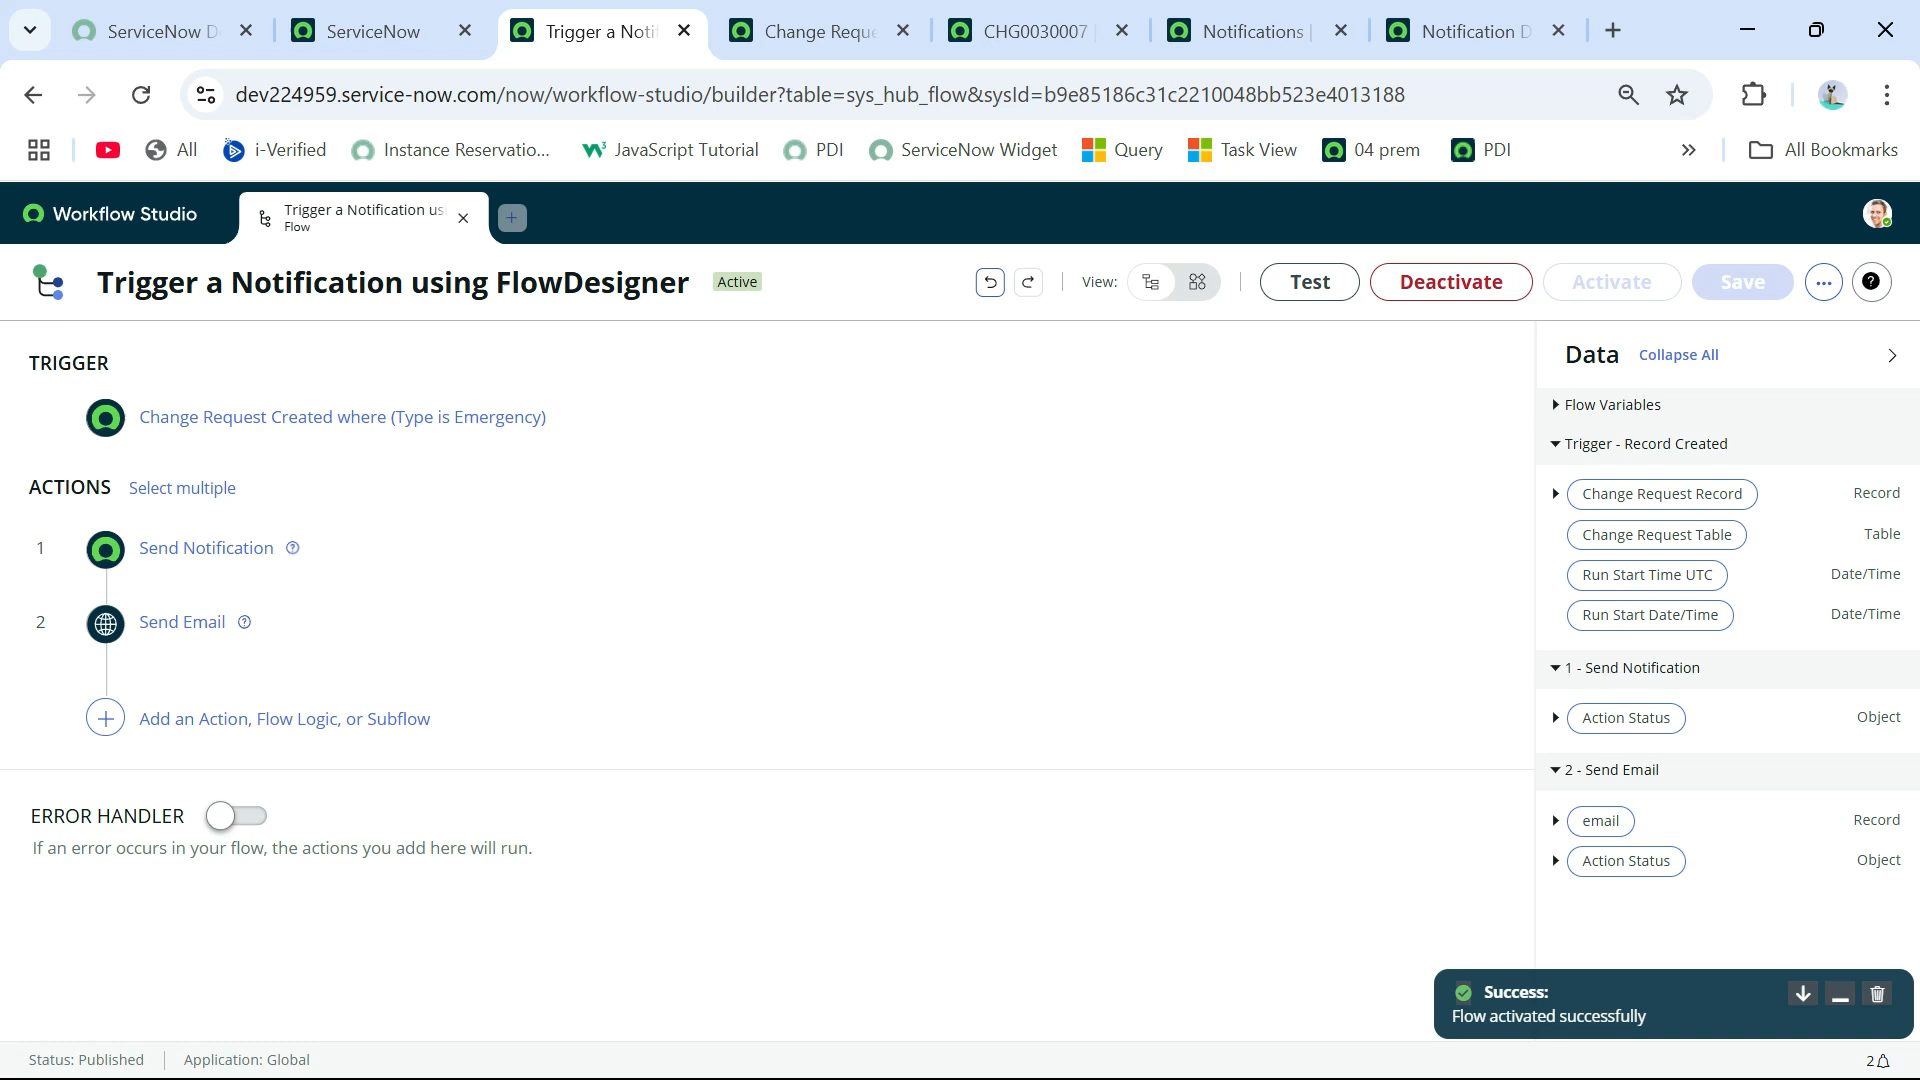 ServiceNow D
ServiceNow
Trigger a Noti
Change Reque
CHG0030007
Notifications
Notification D
dev224959.service-now.com/now/workflow-studio/builder?table=sys_hub_flow&sysId=b9e85186c31c2210048bb523e4013188
All
i-Verified
Instance Reservatio...
JavaScript Tutorial
PDI
ServiceNow Widget
Query
Task View
04 prem
PDI
All Bookmarks
Workflow Studio
Trigger a Notification us
Flow
Trigger a Notification using FlowDesigner
Active
View:
Test
Deactivate
Activate
Save
TRIGGER
Change Request Created where (Type is Emergency)
ACTIONS Select multiple
1 Send Notification
2 Send Email
Add an Action, Flow Logic, or Subflow
ERROR HANDLER
If an error occurs in your flow, the actions you add here will run.
Data Collapse All
Flow Variables
Trigger - Record Created
Change Request Record Record
Change Request Table Table
Run Start Time UTC Date/Time
Run Start Date/Time Date/Time
1 - Send Notification
Action Status Object
2 - Send Email
email Record
Action Status Object
Success:
Flow activated successfully
Status: Published
Application: Global
2